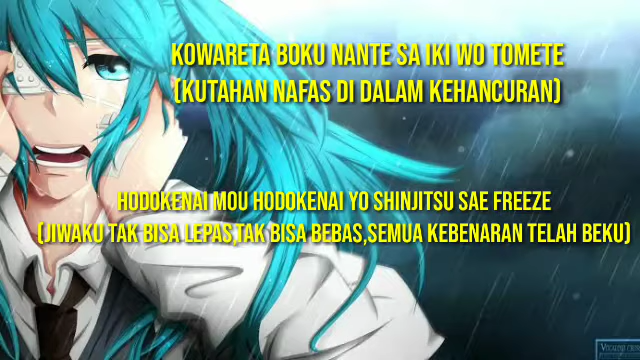 KOWARETA BOKU NANTE SA IKI WO TOMETE
(KUTAHAN NAFAS DI DALAM KEHANCURAN)
HODOKENAI MOU HODOKENAI YO SHINJITSU SAE FREEZE
(JIWAKU TAK BISA LEPAS,TAK BISA BEBAS,SEMUA KEBENARAN TELAH BEKU)